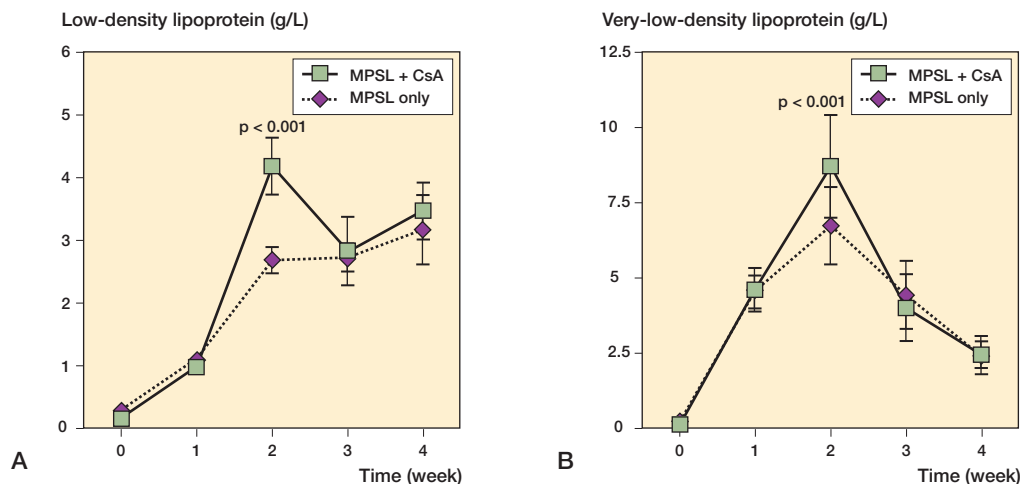 Low-density lipoprotein (g/L)
6
5
4
3
2
1
0
MPSL + CsA
MPSL only
p < 0.001
0 1 2 3 4
Time (week)
A
Very-low-density lipoprotein (g/L)
12.5
10
7.5
5
2.5
0
MPSL + CsA
MPSL only
p < 0.001
0 1 2 3 4
Time (week)
B